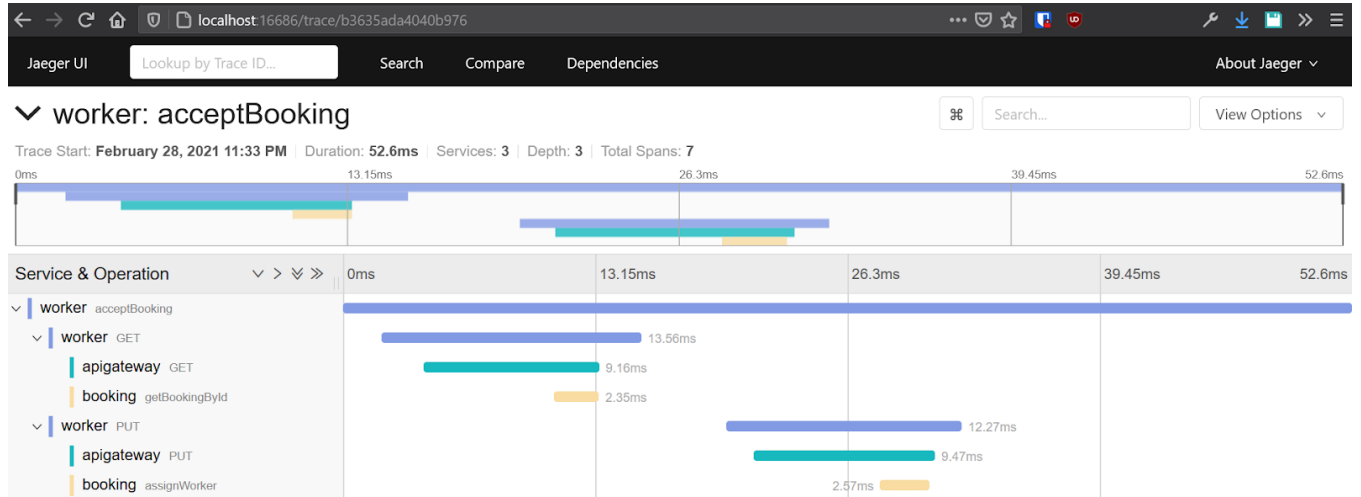 localhost:16686/trace/b3635ada4040b976
Jaeger UI Lookup by Trace ID... Search Compare Dependencies About Jaeger
worker: acceptBooking ⌘ Search... View Options
Trace Start: February 28, 2021 11:33 PM Duration: 52.6ms Services: 3 Depth: 3 Total Spans: 7
0ms 13.15ms 26.3ms 39.45ms 52.6ms
Service & Operation 0ms 13.15ms 26.3ms 39.45ms 52.6ms
worker acceptBooking
worker GET 13.56ms
apigateway GET 9.16ms
booking getBookingById 2.35ms
worker PUT 12.27ms
apigateway PUT 9.47ms
booking assignWorker 2.57ms